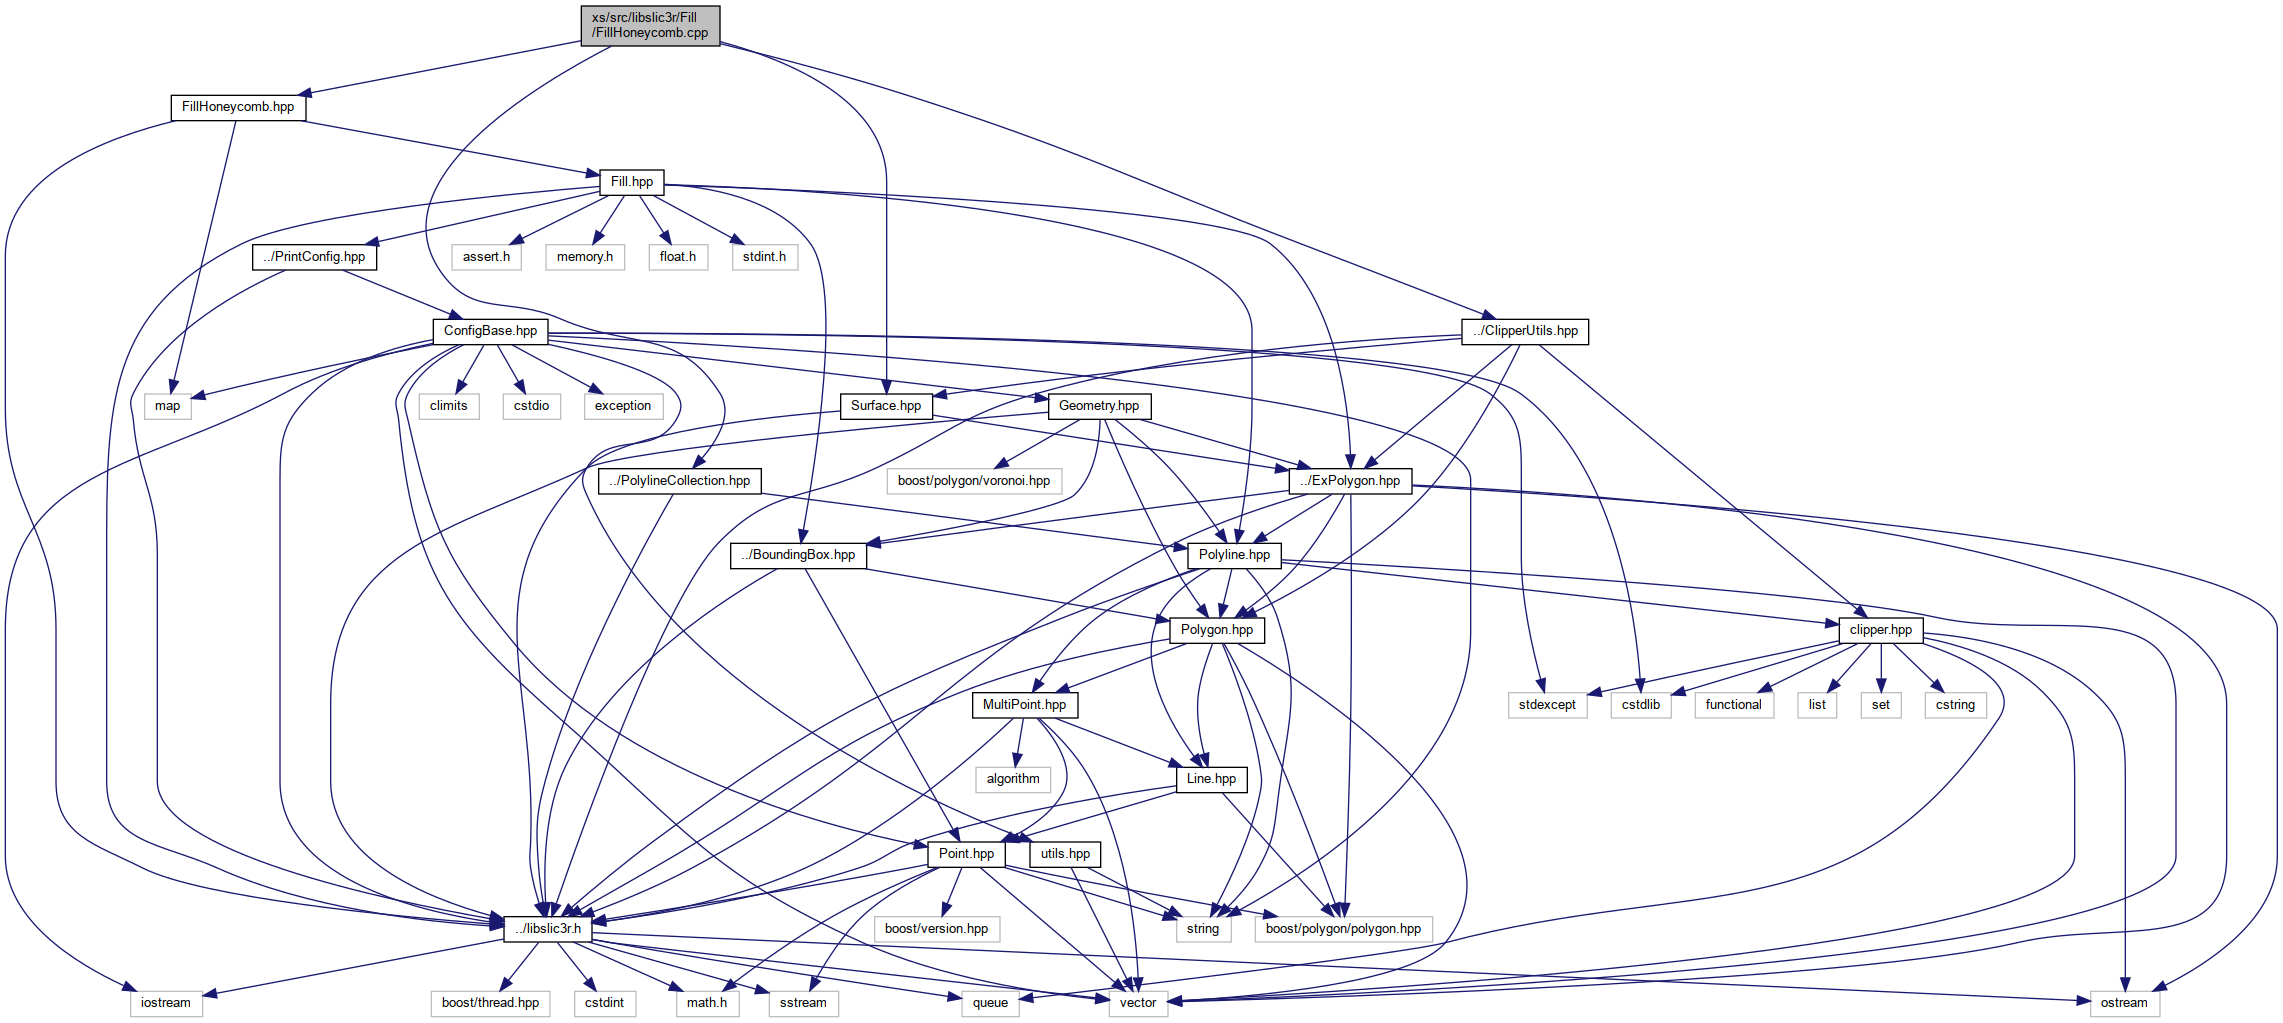 xs/src/libslic3r/Fill
/FillHoneycomb.cpp
FillHoneycomb.hpp
Fill.hpp
../PrintConfig.hpp
assert.h
memory.h
float.h
stdint.h
ConfigBase.hpp
../ClipperUtils.hpp
map
climits
cstdio
exception
Surface.hpp
Geometry.hpp
../PolylineCollection.hpp
boost/polygon/voronoi.hpp
../ExPolygon.hpp
../BoundingBox.hpp
Polyline.hpp
Polygon.hpp
clipper.hpp
MultiPoint.hpp
stdexcept
cstdlib
functional
list
set
cstring
algorithm
Line.hpp
Point.hpp
utils.hpp
../libslic3r.h
boost/version.hpp
string
boost/polygon/polygon.hpp
iostream
boost/thread.hpp
cstdint
math.h
sstream
queue
vector
ostream